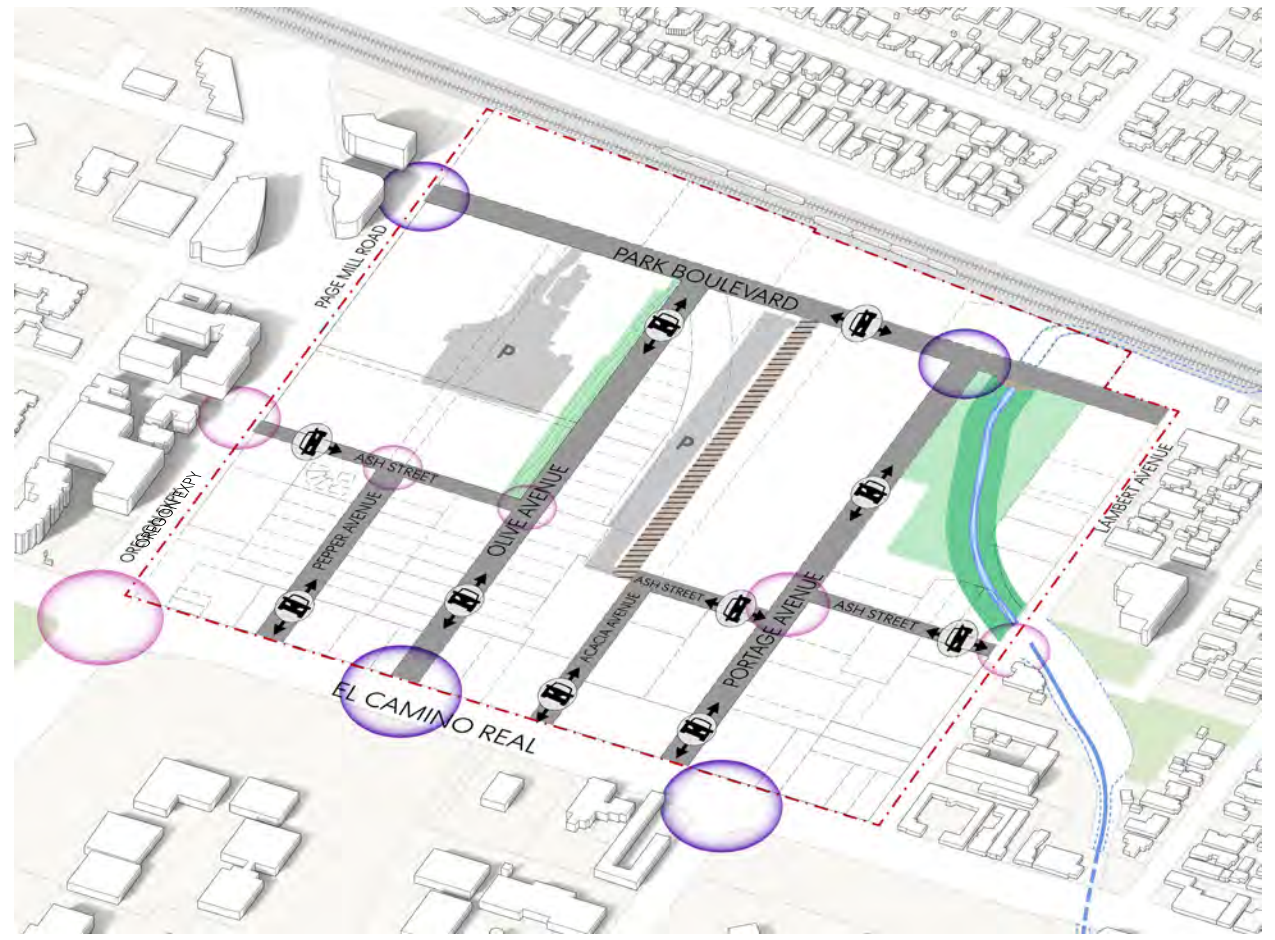 PAGE MILL ROAD
PARK BOULEVARD
P
P
ASH STREET
OLIVE AVENUE
PEPPER AVENUE
OREGON EXPY
LAMBERT AVENUE
ASH STREET
ASH STREET
ACACIA AVENUE
PORTAGE AVENUE
EL CAMINO REAL